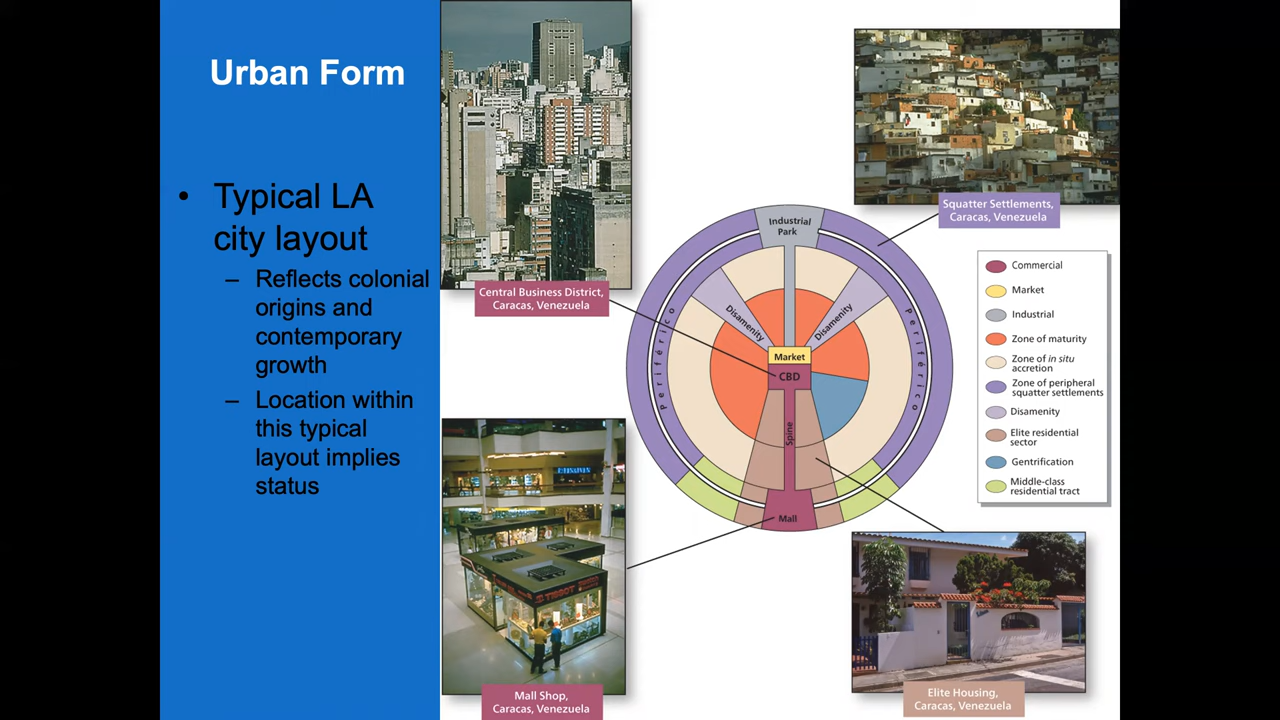 Urban Form
• Typical LA
city layout
– Reflects colonial
origins and
contemporary
growth
– Location within
this typical
layout implies
status
Central Business District,
Caracas, Venezuela
Squatter Settlements,
Caracas, Venezuela
Industrial
Park
Disamenity
Disamenity
Periférico
Periférico
Market
CBD
Spine
Mall
Commercial
Market
Industrial
Zone of maturity
Zone of in situ
accretion
Zone of peripheral
squatter settlements
Disamenity
Elite residential
sector
Gentrification
Middle-class
residential tract
TISSOT
Mall Shop,
Caracas, Venezuela
Elite Housing,
Caracas, Venezuela